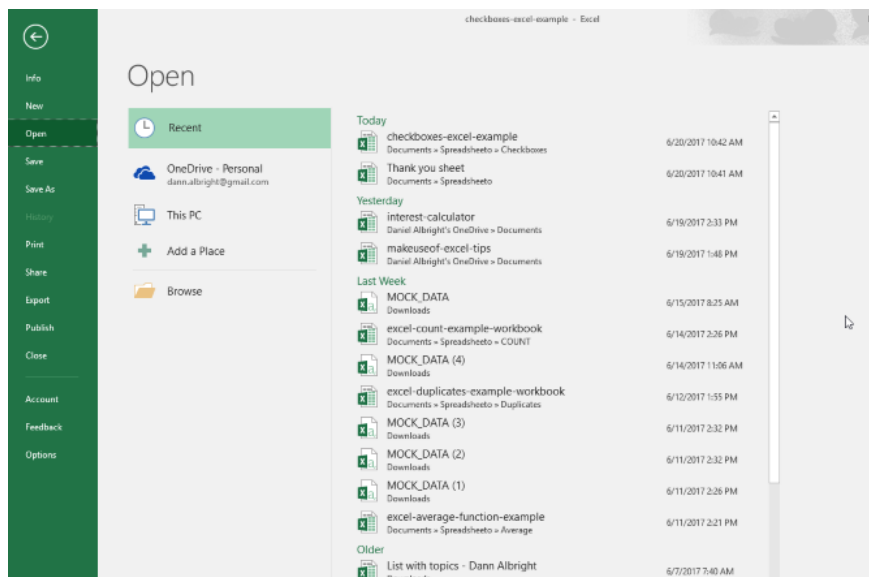 checkboxes-excel-example - Excel
Info
New
Open
Save
Save As
History
Print
Share
Export
Publish
Close
Account
Feedback
Options
Open
Recent
OneDrive - Personal
dann.albright@gmail.com
This PC
Add a Place
Browse
Today
checkboxes-excel-example
Documents » Spreadsheeto » Checkboxes
6/20/2017 10:42 AM
Thank you sheet
Documents » Spreadsheeto
6/20/2017 10:41 AM
Yesterday
interest-calculator
Daniel Albright's OneDrive » Documents
6/19/2017 2:33 PM
makeuseof-excel-tips
Daniel Albright's OneDrive » Documents
6/19/2017 1:48 PM
Last Week
MOCK_DATA
Downloads
6/15/2017 8:25 AM
excel-count-example-workbook
Documents » Spreadsheeto » COUNT
6/14/2017 2:26 PM
MOCK_DATA (4)
Downloads
6/14/2017 11:06 AM
excel-duplicates-example-workbook
Documents » Spreadsheeto » Duplicates
6/12/2017 1:55 PM
MOCK_DATA (3)
Downloads
6/11/2017 2:32 PM
MOCK_DATA (2)
Downloads
6/11/2017 2:32 PM
MOCK_DATA (1)
Downloads
6/11/2017 2:26 PM
excel-average-function-example
Documents » Spreadsheeto » Average
6/11/2017 2:21 PM
Older
List with topics - Dann Albright
6/7/2017 7:40 AM